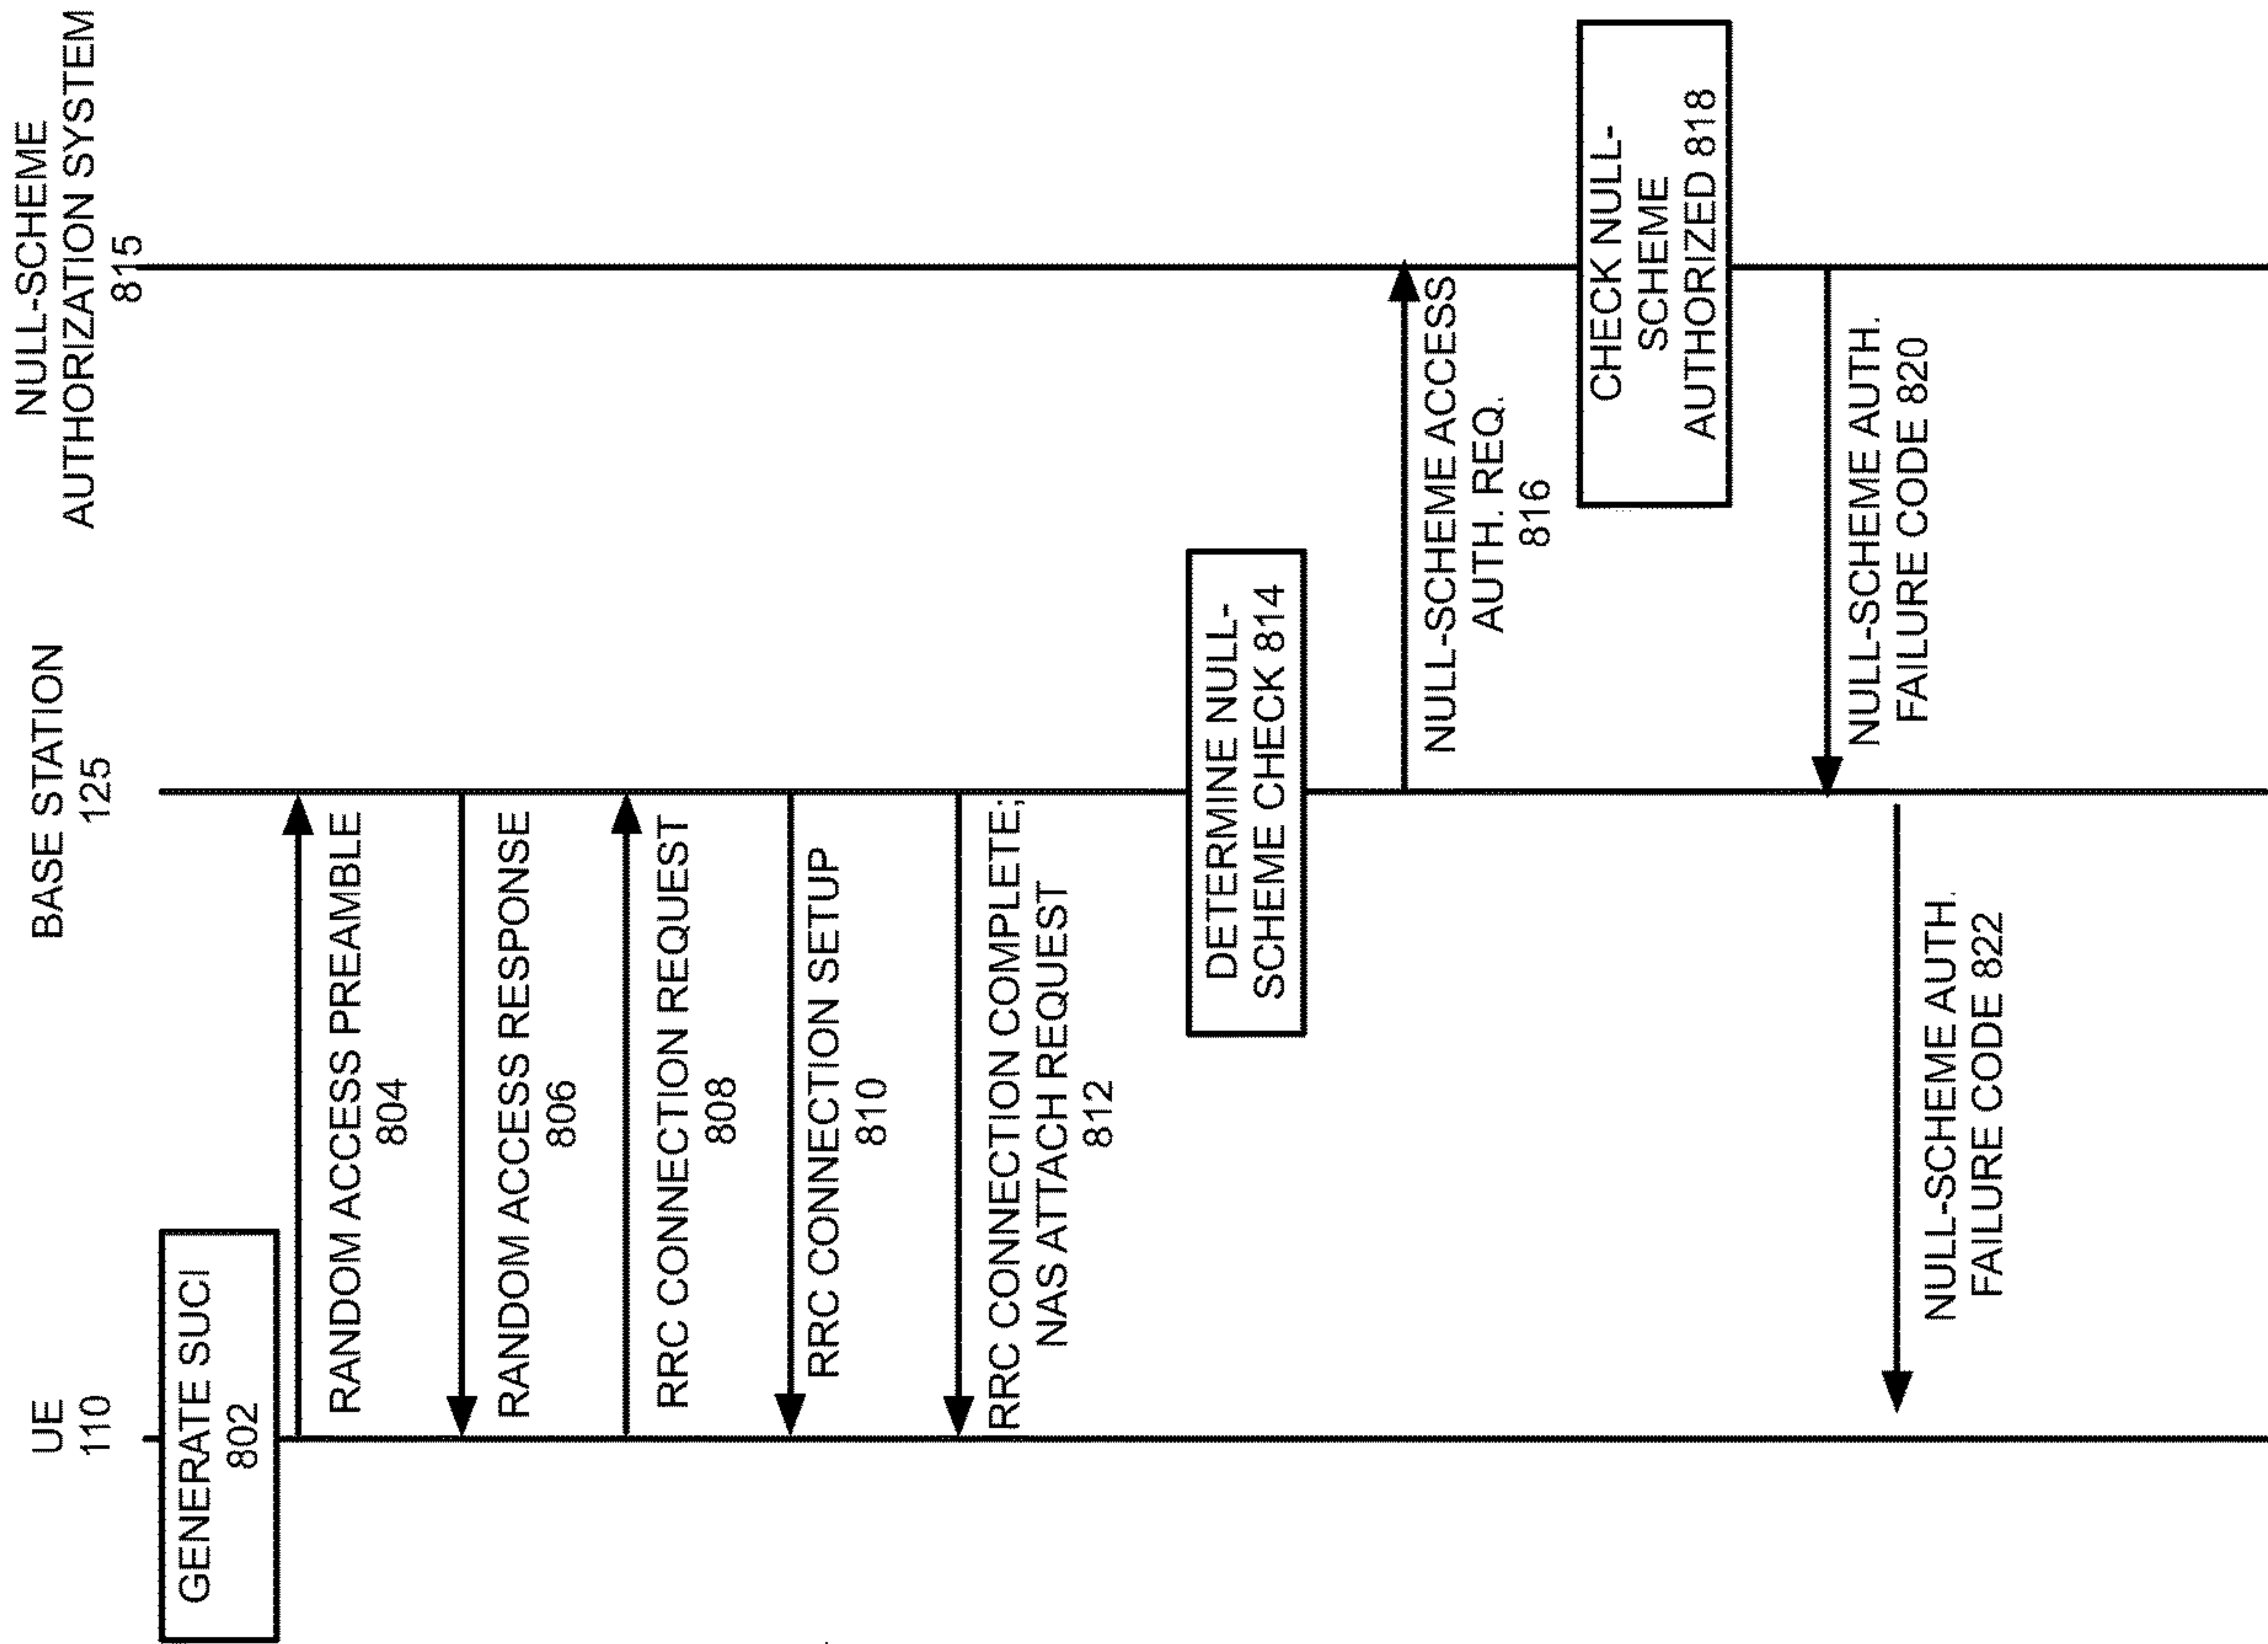 UE
110
BASE STATION
125
NULL-SCHEME
AUTHORIZATION SYSTEM
815
GENERATE SUCI
802
RANDOM ACCESS PREAMBLE
804
RANDOM ACCESS RESPONSE
806
RRC CONNECTION REQUEST
808
RRC CONNECTION SETUP
810
RRC CONNECTION COMPLETE;
NAS ATTACH REQUEST
812
DETERMINE NULL-
SCHEME CHECK 814
NULL-SCHEME ACCESS
AUTH. REQ.
816
CHECK NULL-
SCHEME
AUTHORIZED 818
NULL-SCHEME AUTH.
FAILURE CODE 820
NULL-SCHEME AUTH.
FAILURE CODE 822